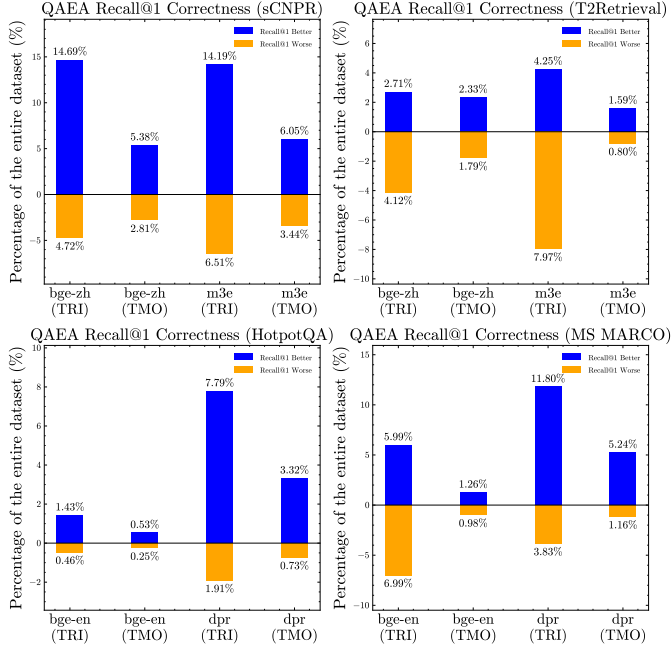 QAEA Recall@1 Correctness (sCNPR)
Percentage of the entire dataset (%)
Recall@1 Better
Recall@1 Worse
15
10
5
0
−5
14.69%
5.38%
14.19%
6.05%
4.72%
2.81%
6.51%
3.44%
bge-zh
(TRI)
bge-zh
(TMO)
m3e
(TRI)
m3e
(TMO)
QAEA Recall@1 Correctness (T2Retrieval)
Percentage of the entire dataset (%)
Recall@1 Better
Recall@1 Worse
6
4
2
0
−2
−4
−6
−8
−10
2.71%
2.33%
4.25%
1.59%
4.12%
1.79%
7.97%
0.80%
bge-zh
(TRI)
bge-zh
(TMO)
m3e
(TRI)
m3e
(TMO)
QAEA Recall@1 Correctness (HotpotQA)
Percentage of the entire dataset (%)
Recall@1 Better
Recall@1 Worse
10
8
6
4
2
0
−2
1.43%
0.53%
7.79%
3.32%
0.46%
0.25%
1.91%
0.73%
bge-en
(TRI)
bge-en
(TMO)
dpr
(TRI)
dpr
(TMO)
QAEA Recall@1 Correctness (MS MARCO)
Percentage of the entire dataset (%)
Recall@1 Better
Recall@1 Worse
15
10
5
0
−5
−10
5.99%
1.26%
11.80%
5.24%
6.99%
0.98%
3.83%
1.16%
bge-en
(TRI)
bge-en
(TMO)
dpr
(TRI)
dpr
(TMO)